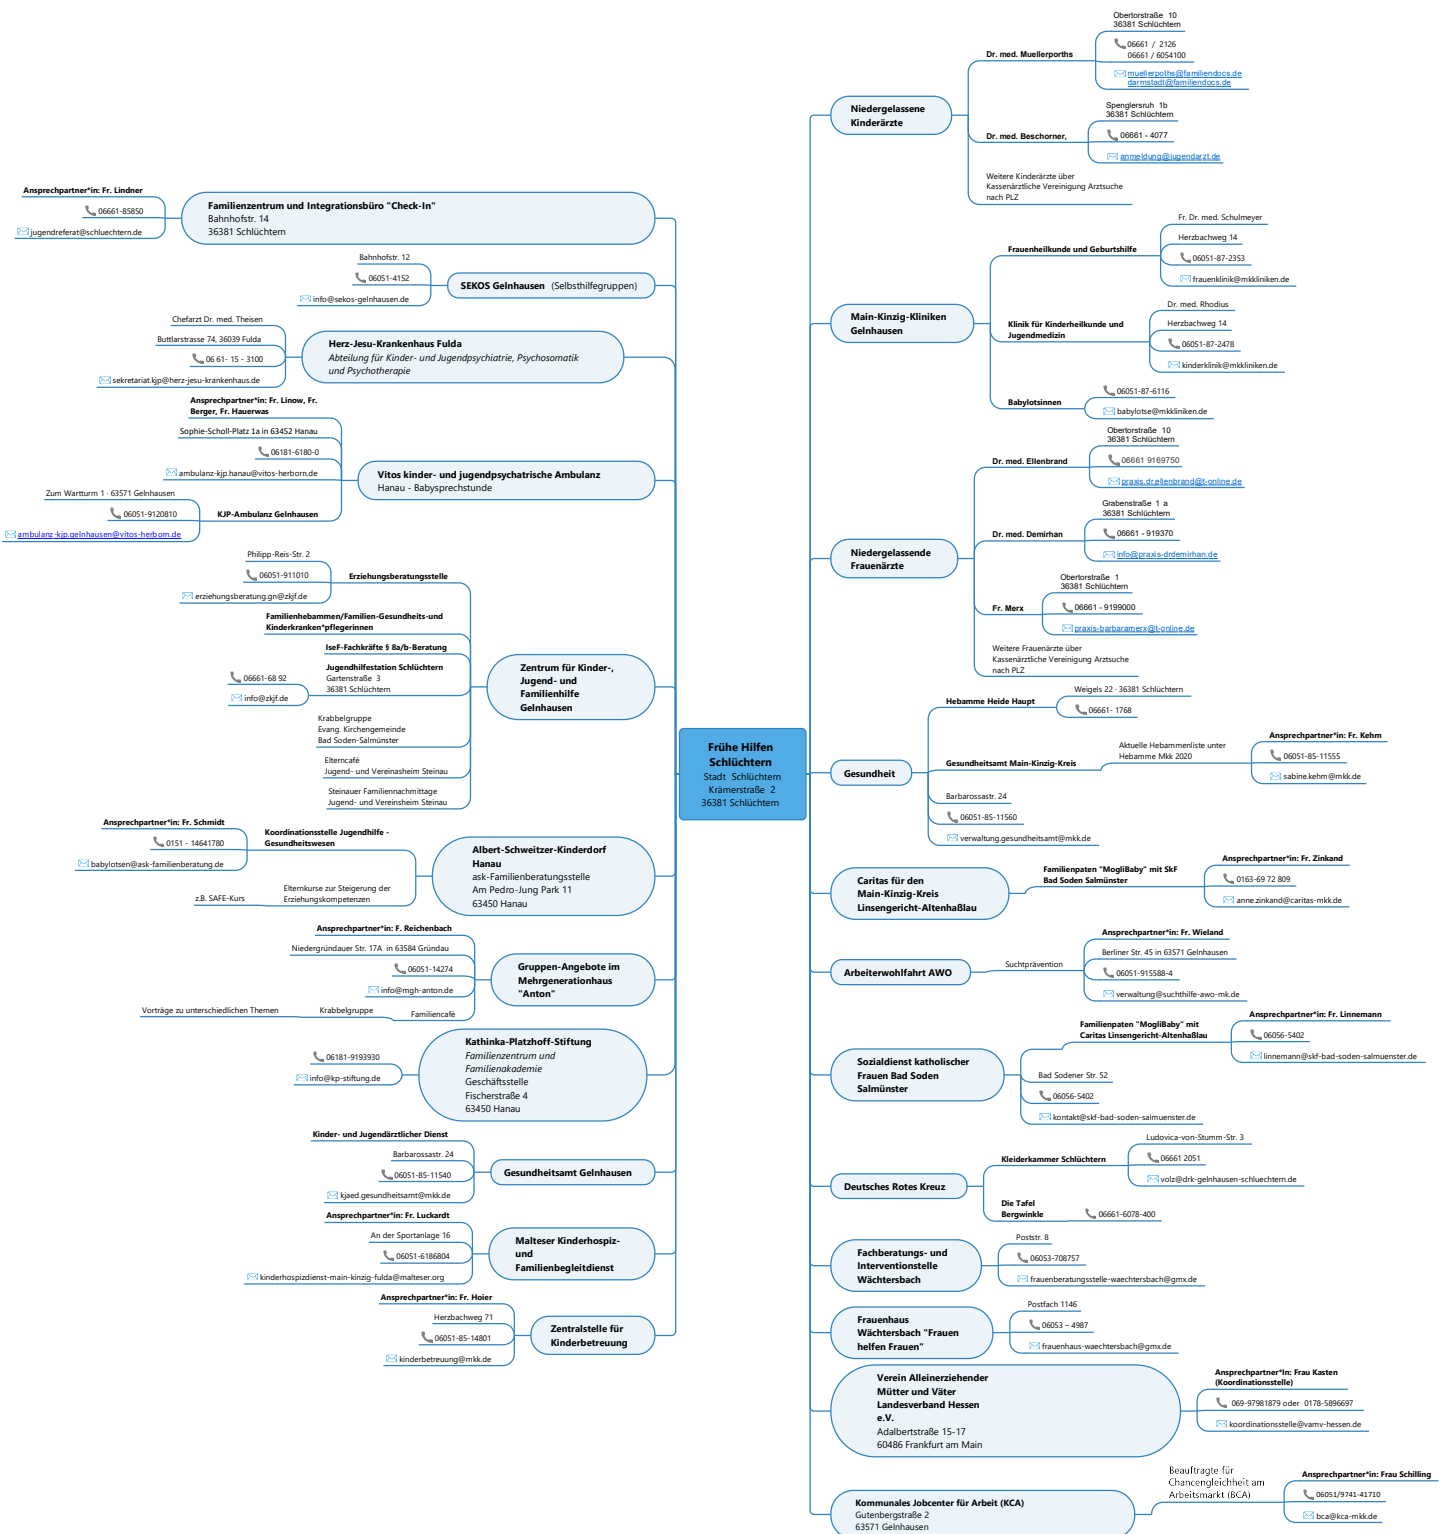 Frühe Hilfen
Schlüchtern
Stadt Schlüchtern
Krämerstraße 2
36381 Schlüchtern
Ansprechpartner*in: Fr. Lindner
06661-85850
jugendreferat@schluechtern.de
Familienzentrum und Integrationsbüro "Check-In"
Bahnhofstr. 14
36381 Schlüchtern
Bahnhofstr. 12
06051-4152
info@sekos-gelnhausen.de
SEKOS Gelnhausen (Selbsthilfegruppen)
Chefarzt Dr. med. Theisen
Buttlarstrasse 74, 36039 Fulda
06 61- 15 - 3100
sekretariat.kjp@herz-jesu-krankenhaus.de
Herz-Jesu-Krankenhaus Fulda
Abteilung für Kinder- und Jugendpsychiatrie, Psychosomatik
und Psychotherapie
Ansprechpartner*in: Fr. Linow, Fr.
Berger, Fr. Hauerwas
Sophie-Scholl-Platz 1a in 63452 Hanau
06181-6180-0
ambulanz-kjp.hanau@vitos-herborn.de
Zum Wartturm 1 · 63571 Gelnhausen
06051-9120810
ambulanz-kjp.gelnhausen@vitos-herborn.de
KJP-Ambulanz Gelnhausen
Vitos kinder- und jugendpsychatrische Ambulanz
Hanau - Babysprechstunde
Philipp-Reis-Str. 2
06051-911010
erziehungsberatung.gn@zkjf.de
Erziehungsberatungsstelle
Familienhebammen/Familien-Gesundheits-und
Kinderkranken*pflegerinnen
IseF-Fachkräfte § 8a/b-Beratung
06661-68 92
info@zkjf.de
Jugendhilfestation Schlüchtern
Gartenstraße 3
36381 Schlüchtern
Krabbelgruppe
Evang. Kirchengemeinde
Bad Soden-Salmünster
Elterncafé
Jugend- und Vereinasheim Steinau
Steinauer Familiennachmittage
Jugend- und Vereinsheim Steinau
Zentrum für Kinder-,
Jugend- und
Familienhilfe
Gelnhausen
Ansprechpartner*in: Fr. Schmidt
0151 - 14641780
babylotsen@ask-familienberatung.de
Koordinationsstelle Jugendhilfe -
Gesundheitswesen
z.B. SAFE-Kurs
Elternkurse zur Steigerung der
Erziehungskompetenzen
Albert-Schweitzer-Kinderdorf
Hanau
ask-Familienberatungsstelle
Am Pedro-Jung Park 11
63450 Hanau
Ansprechpartner*in: F. Reichenbach
Niedergründauer Str. 17A in 63584 Gründau
06051-14274
info@mgh-anton.de
Vorträge zu unterschiedlichen Themen
Krabbelgruppe
Familiencafé
Gruppen-Angebote im
Mehrgenerationhaus
"Anton"
06181-9193930
info@kp-stiftung.de
Kathinka-Platzhoff-Stiftung
Familienzentrum und
Familienakademie
Geschäftsstelle
Fischerstraße 4
63450 Hanau
Kinder- und Jugendärztlicher Dienst
Barbarossastr. 24
06051-85-11540
kjaed.gesundheitsamt@mkk.de
Gesundheitsamt Gelnhausen
Ansprechpartner*in: Fr. Luckardt
An der Sportanlage 16
06051-6186804
kinderhospizdienst-main-kinzig-fulda@malteser.org
Malteser Kinderhospiz-
und
Familienbegleitdienst
Ansprechpartner*in: Fr. Hoier
Herzbachweg 71
06051-85-14801
kinderbetreuung@mkk.de
Zentralstelle für
Kinderbetreuung
Niedergelassene
Kinderärzte
Dr. med. Muellerporths
Obertorstraße 10
36381 Schlüchtern
06661 / 2126
06661 / 6054100
muellerpoths@familiendocs.de
darmstadt@familiendocs.de
Dr. med. Beschorner,
Spenglersruh 1b
36381 Schlüchtern
06661 - 4077
anmeldung@jugendarzt.de
Weitere Kinderärzte über
Kassenärztliche Vereinigung Arztsuche
nach PLZ
Main-Kinzig-Kliniken
Gelnhausen
Frauenheilkunde und Geburtshilfe
Fr. Dr. med. Schulmeyer
Herzbachweg 14
06051-87-2353
frauenklinik@mkkliniken.de
Klinik für Kinderheilkunde und
Jugendmedizin
Dr. med. Rhodius
Herzbachweg 14
06051-87-2478
kinderklinik@mkkliniken.de
Babylotsinnen
06051-87-6116
babylotse@mkkliniken.de
Niedergelassende
Frauenärzte
Dr. med. Ellenbrand
Obertorstraße 10
36381 Schlüchtern
06661 9169750
praxis.dr.ellenbrand@t-online.de
Dr. med. Demirhan
Grabenstraße 1 a
36381 Schlüchtern
06661 - 919370
info@praxis-drdemirhan.de
Fr. Merx
Obertorstraße 1
36381 Schlüchtern
06661 - 9199000
praxis-barbaramerx@t-online.de
Weitere Frauenärzte über
Kassenärztliche Vereinigung Arztsuche
nach PLZ
Gesundheit
Hebamme Heide Haupt
Weigels 22 · 36381 Schlüchtern
06661- 1768
Gesundheitsamt Main-Kinzig-Kreis
Aktuelle Hebammenliste unter
Hebamme Mkk 2020
Ansprechpartner*in: Fr. Kehm
06051-85-11555
sabine.kehm@mkk.de
Barbarossastr. 24
06051-85-11560
verwaltung.gesundheitsamt@mkk.de
Caritas für den
Main-Kinzig-Kreis
Linsengericht-Altenhaßlau
Familienpaten "MogliBaby" mit SkF
Bad Soden Salmünster
Ansprechpartner*in: Fr. Zinkand
0163-69 72 809
anne.zinkand@caritas-mkk.de
Arbeiterwohlfahrt AWO
Suchtprävention
Ansprechpartner*in: Fr. Wieland
Berliner Str. 45 in 63571 Gelnhausen
06051-915588-4
verwaltung@suchthilfe-awo-mk.de
Sozialdienst katholischer
Frauen Bad Soden
Salmünster
Familienpaten "MogliBaby" mit
Caritas Linsengericht-Altenhaßlau
Ansprechpartner*in: Fr. Linnemann
06056-5402
linnemann@skf-bad-soden-salmuenster.de
Bad Sodener Str. 52
06056-5402
kontakt@skf-bad-soden-salmuenster.de
Deutsches Rotes Kreuz
Kleiderkammer Schlüchtern
Ludovica-von-Stumm-Str. 3
06661 2051
volz@drk-gelnhausen-schluechtern.de
Die Tafel
Bergwinkle
06661-6078-400
Fachberatungs- und
Interventionstelle
Wächtersbach
Poststr. 8
06053-708757
frauenberatungsstelle-waechtersbach@gmx.de
Frauenhaus
Wächtersbach "Frauen
helfen Frauen"
Postfach 1146
06053 – 4987
frauenhaus-waechtersbach@gmx.de
Verein Alleinerziehender
Mütter und Väter
Landesverband Hessen
e.V.
Adalbertstraße 15-17
60486 Frankfurt am Main
Ansprechpartner*In: Frau Kasten
(Koordinationsstelle)
069-97981879 oder 0178-5896697
koordinationsstelle@vamv-hessen.de
Kommunales Jobcenter für Arbeit (KCA)
Gutenbergstraße 2
63571 Gelnhausen
Beauftragte für
Chancengleichheit am
Arbeitsmarkt (BCA)
Ansprechpartner*in: Frau Schilling
06051/9741-41710
bca@kca-mkk.de